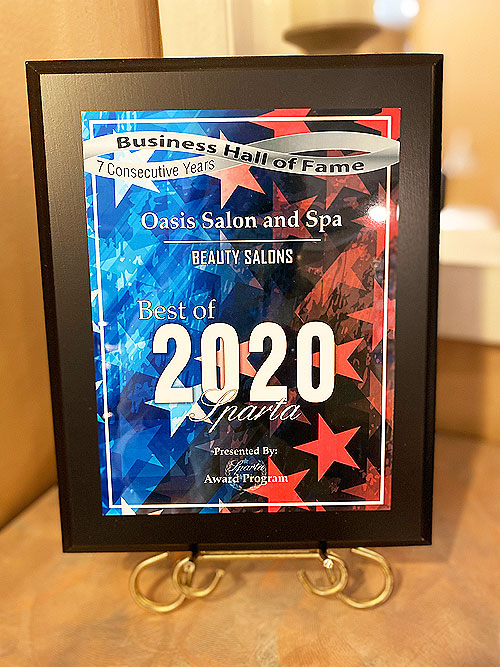 Business Hall of Fame
7 Consecutive Years
Oasis Salon and Spa
BEAUTY SALONS
Best of
2020
Sparta
Presented By:
Sparta
Award Program